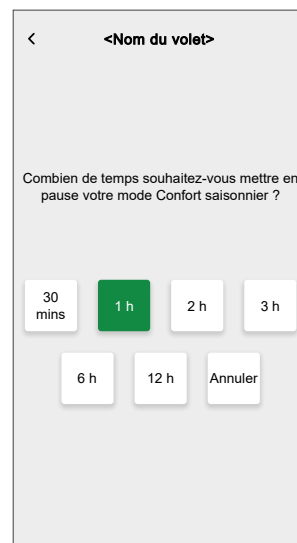 <Nom du volet>
Combien de temps souhaitez-vous mettre en
pause votre mode Confort saisonnier ?
30
mins
1 h
2 h
3 h
6 h
12 h
Annuler